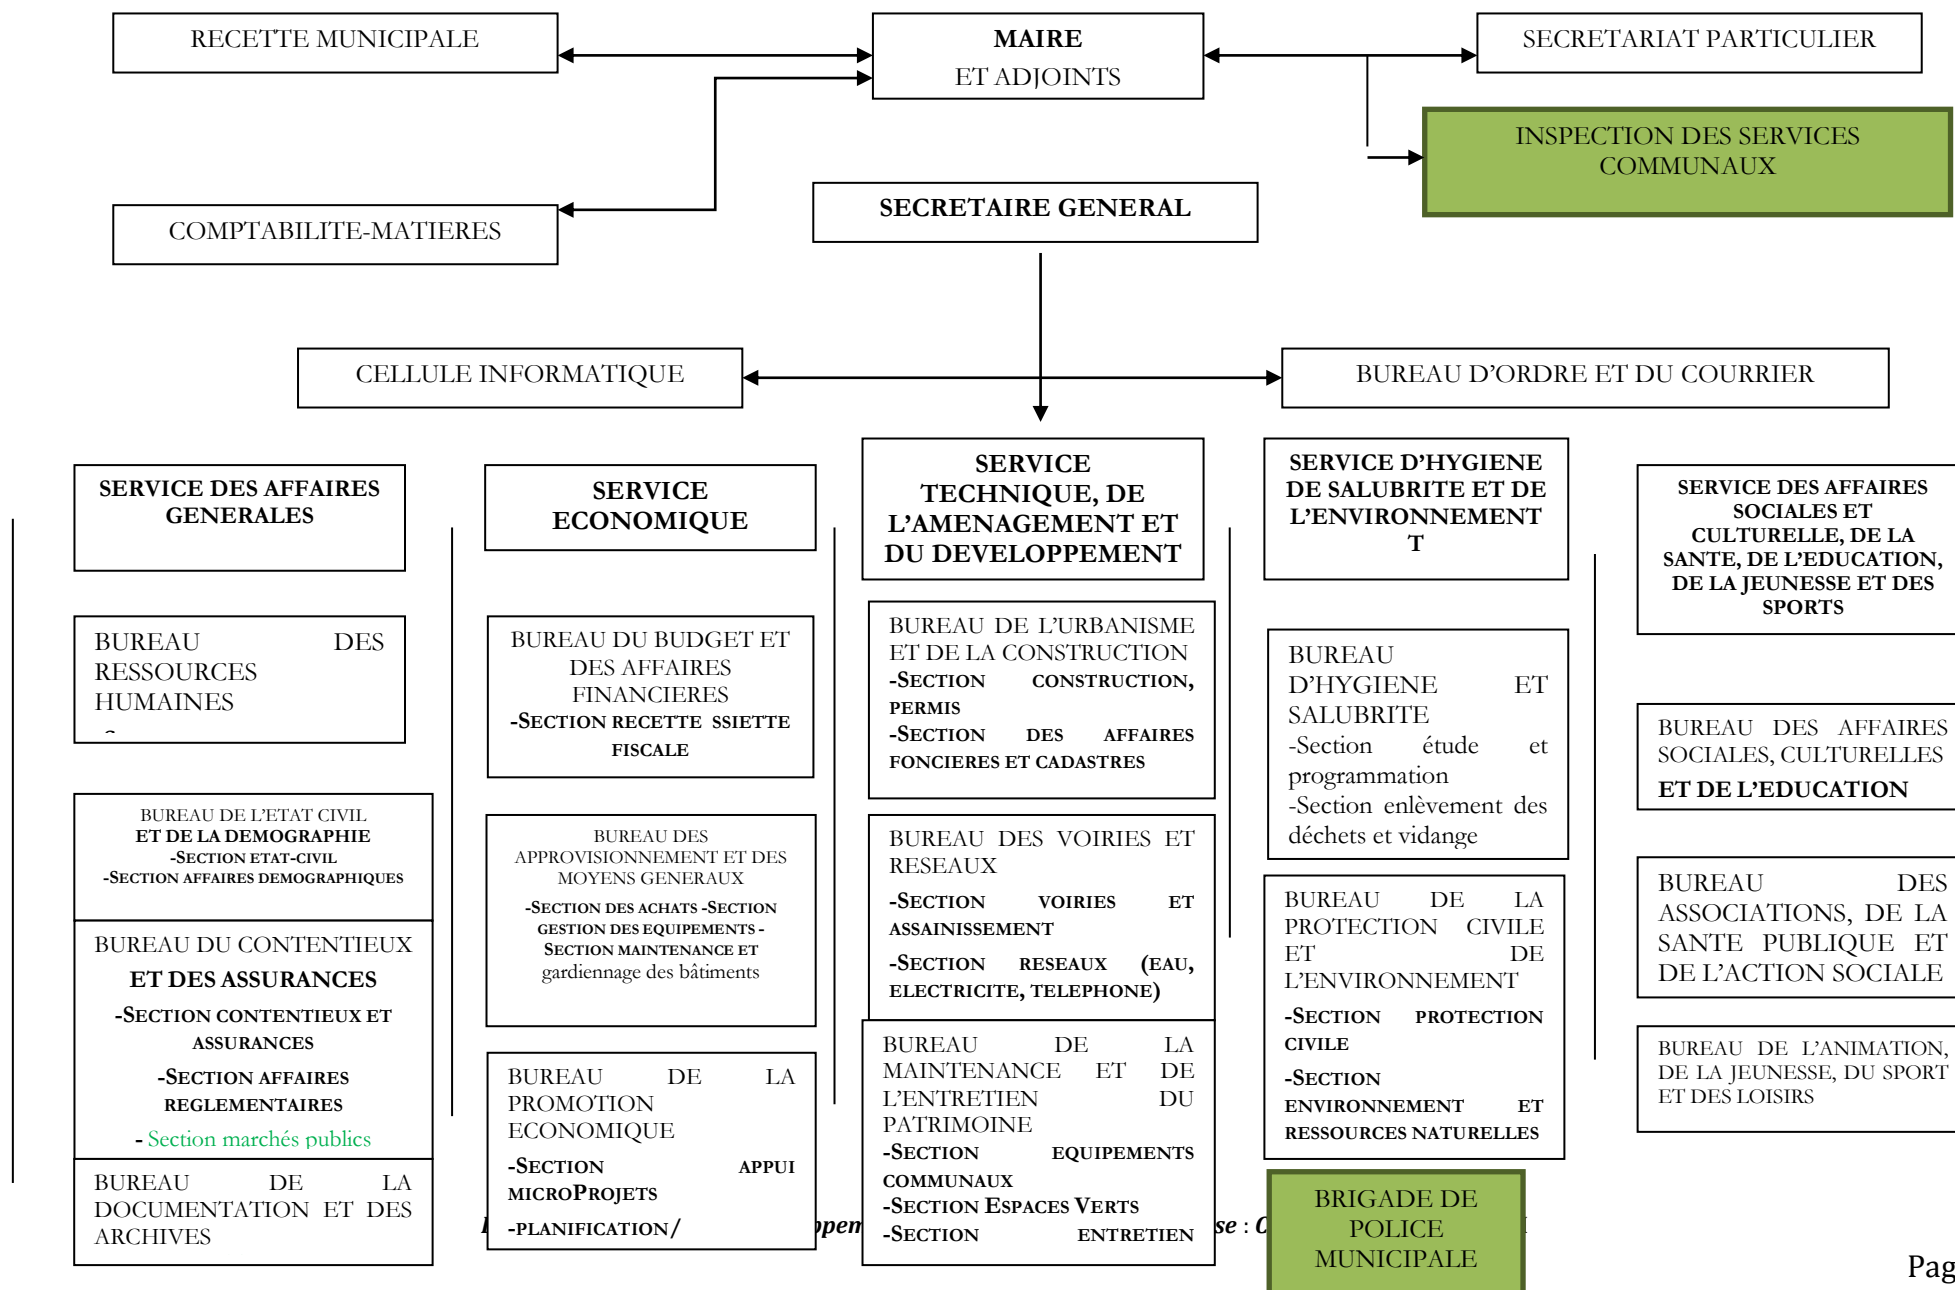 RECETTE MUNICIPALE
MAIRE
ET ADJOINTS
SECRETARIAT PARTICULIER
INSPECTION DES SERVICES
COMMUNAUX
COMPTABILITE-MATIERES
SECRETAIRE GENERAL
CELLULE INFORMATIQUE
BUREAU D'ORDRE ET DU COURRIER
SERVICE DES AFFAIRES
GENERALES
BUREAU DES
RESSOURCES
HUMAINES
BUREAU DE L'ETAT CIVIL
ET DE LA DEMOGRAPHIE
-SECTION ETAT-CIVIL
-SECTION AFFAIRES DEMOGRAPHIQUES
BUREAU DU CONTENTIEUX
ET DES ASSURANCES
-SECTION CONTENTIEUX ET
ASSURANCES
-SECTION AFFAIRES
REGLEMENTAIRES
- Section marchés publics
BUREAU DE LA
DOCUMENTATION ET DES
ARCHIVES
SERVICE
ECONOMIQUE
BUREAU DU BUDGET ET
DES AFFAIRES
FINANCIERES
-SECTION RECETTE SSIETTE
FISCALE
BUREAU DES
APPROVISIONNEMENT ET DES
MOYENS GENERAUX
-SECTION DES ACHATS -SECTION
GESTION DES EQUIPEMENTS -
SECTION MAINTENANCE ET
gardiennage des bâtiments
BUREAU DE LA
PROMOTION
ECONOMIQUE
-SECTION APPUI
MICROPROJETS
-PLANIFICATION/
SERVICE
TECHNIQUE, DE
L'AMENAGEMENT ET
DU DEVELOPPEMENT
BUREAU DE L'URBANISME
ET DE LA CONSTRUCTION
-SECTION CONSTRUCTION,
PERMIS
-SECTION DES AFFAIRES
FONCIERES ET CADASTRES
BUREAU DES VOIRIES ET
RESEAUX
-SECTION VOIRIES ET
ASSAINISSEMENT
-SECTION RESEAUX (EAU,
ELECTRICITE, TELEPHONE)
BUREAU DE LA
MAINTENANCE ET DE
L'ENTRETIEN DU
PATRIMOINE
-SECTION EQUIPEMENTS
COMMUNAUX
-SECTION ESPACES VERTS
-SECTION ENTRETIEN
SERVICE D'HYGIENE
DE SALUBRITE ET DE
L'ENVIRONNEMENT
T
BUREAU
D'HYGIENE ET
SALUBRITE
-Section étude et
programmation
-Section enlèvement des
déchets et vidange
BUREAU DE LA
PROTECTION CIVILE
ET DE
L'ENVIRONNEMENT
-SECTION PROTECTION
CIVILE
-SECTION
ENVIRONNEMENT ET
RESSOURCES NATURELLES
BRIGADE DE
POLICE
MUNICIPALE
SERVICE DES AFFAIRES
SOCIALES ET
CULTURELLE, DE LA
SANTE, DE L'EDUCATION,
DE LA JEUNESSE ET DES
SPORTS
BUREAU DES AFFAIRES
SOCIALES, CULTURELLES
ET DE L'EDUCATION
BUREAU DES
ASSOCIATIONS, DE LA
SANTE PUBLIQUE ET
DE L'ACTION SOCIALE
BUREAU DE L'ANIMATION,
DE LA JEUNESSE, DU SPORT
ET DES LOISIRS
ppem se : C
Pag